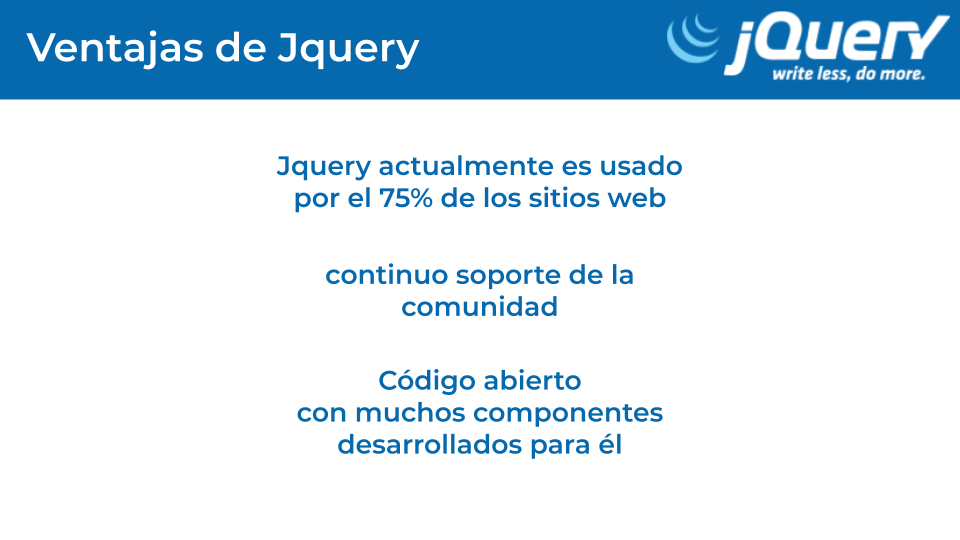 Ventajas de Jquery
jQuery
write less, do more.
Jquery actualmente es usado
por el 75% de los sitios web
continuo soporte de la
comunidad
Código abierto
con muchos componentes
desarrollados para él